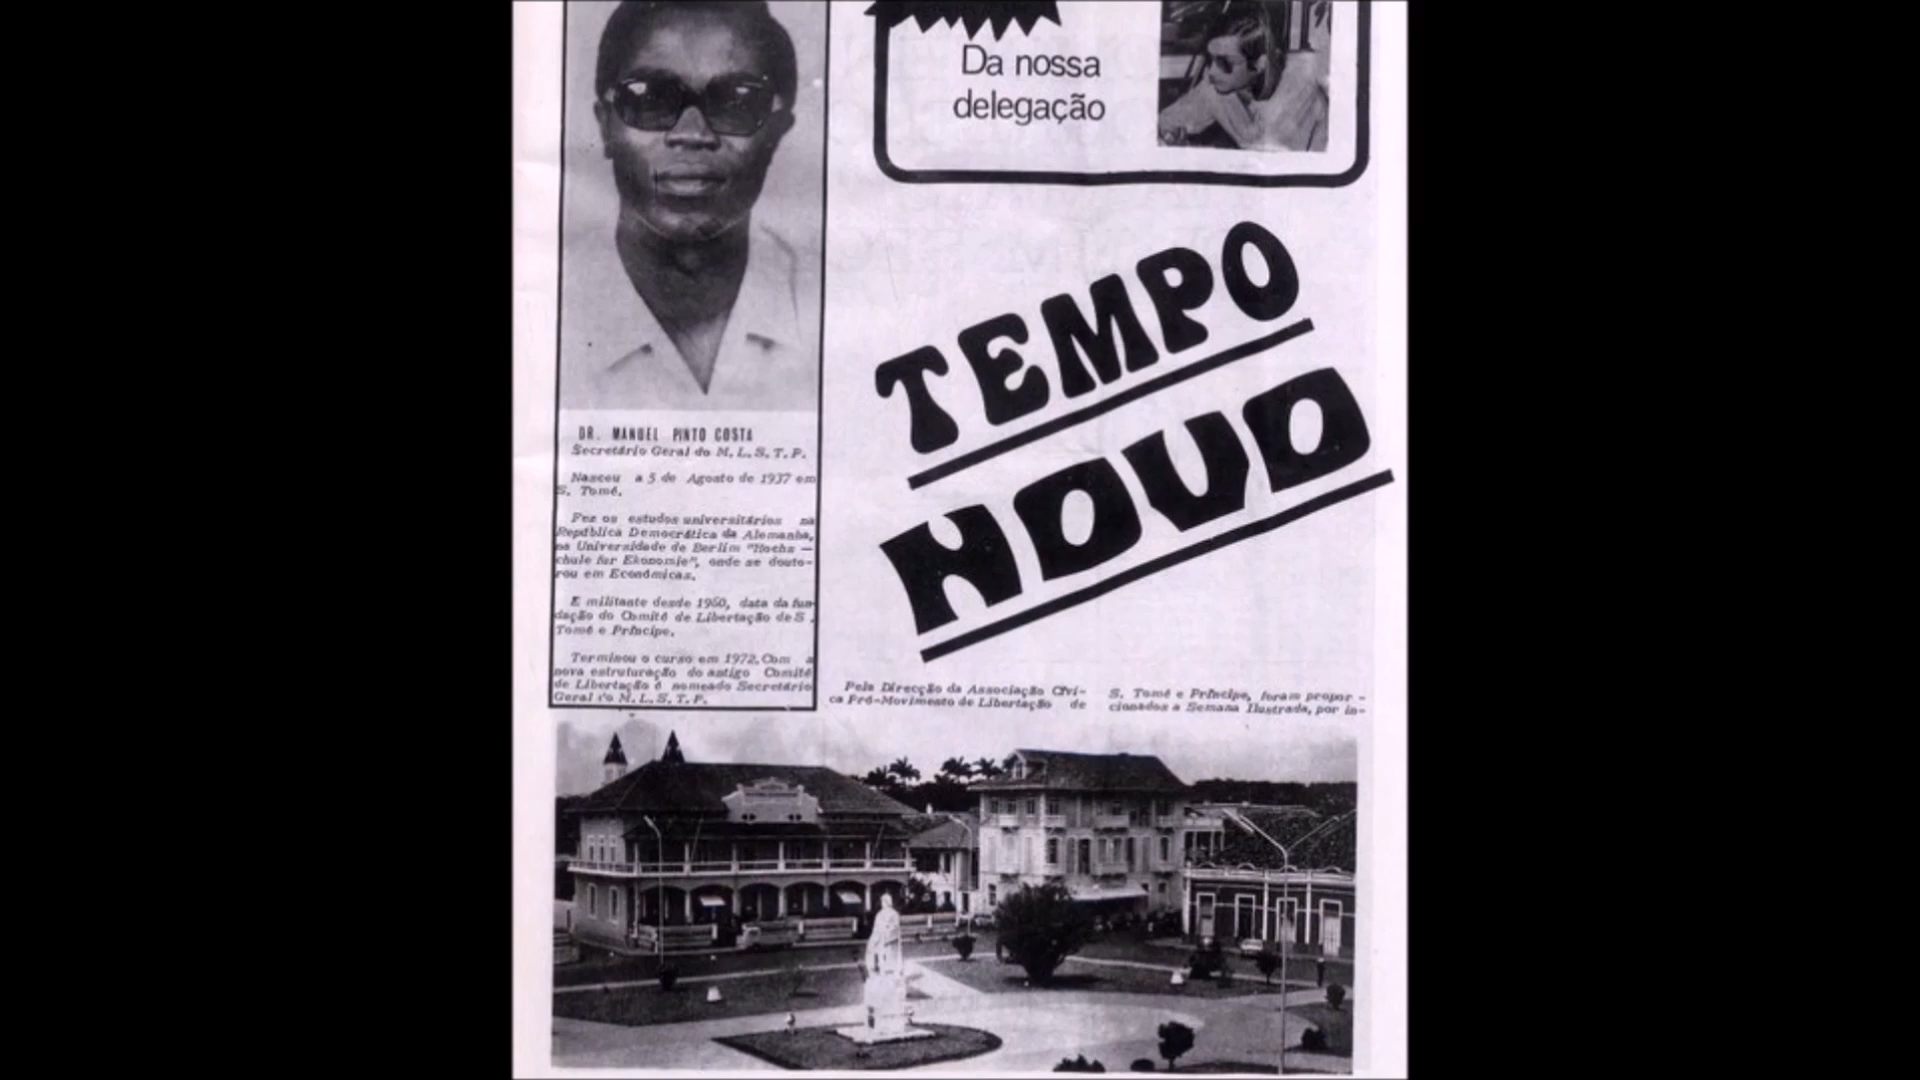 Da nossa
delegação
TEMPO
NOVO
DR. MANUEL PINTO COSTA
Secretário Geral do M. L. S. T. P.
Nasceu a 5 de Agosto de 1937 em
S. Tomé.
Fez os estudos universitários na
República Democrática da Alemanha,
na Universidade de Berlim "Hochs —
chule fur Ekonomie", onde se douto-
rou em Económicas.
E militante desde 1960, data da fun
dação do Comité de Libertação de S .
Tomé e Príncipe.
Terminou o curso em 1972. Com a
nova estruturação do antigo Comité
de Libertação é nomeado Secretário
Geral do M. L. S. T. P.
Pela Direcção da Associação Cívi-
ca Pró-Movimento de Libertação de
S. Tomé e Príncipe, foram propor -
cionados a Semana Ilustrada, por in-